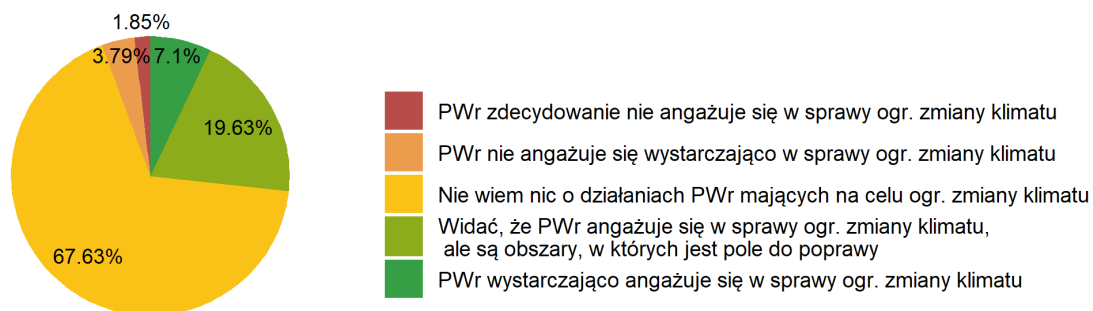 1.85%
3.79%
7.1%
19.63%
67.63%
PWr zdecydowanie nie angażuje się w sprawy ogr. zmiany klimatu
PWr nie angażuje się wystarczająco w sprawy ogr. zmiany klimatu
Nie wiem nic o działaniach PWr mających na celu ogr. zmiany klimatu
Widać, że PWr angażuje się w sprawy ogr. zmiany klimatu,
ale są obszary, w których jest pole do poprawy
PWr wystarczająco angażuje się w sprawy ogr. zmiany klimatu